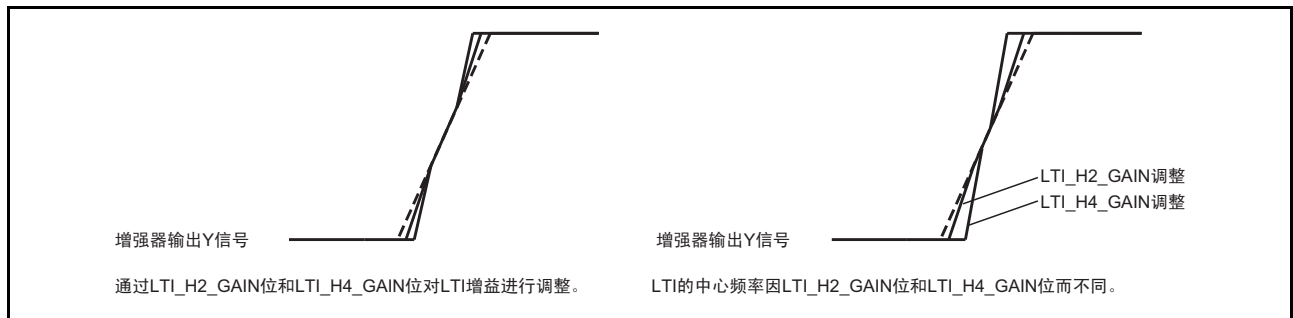 LTI_H2_GAIN调整
LTI_H4_GAIN调整
增强器输出Y信号
增强器输出Y信号
通过LTI_H2_GAIN位和LTI_H4_GAIN位对LTI增益进行调整。
LTI的中心频率因LTI_H2_GAIN位和LTI_H4_GAIN位而不同。